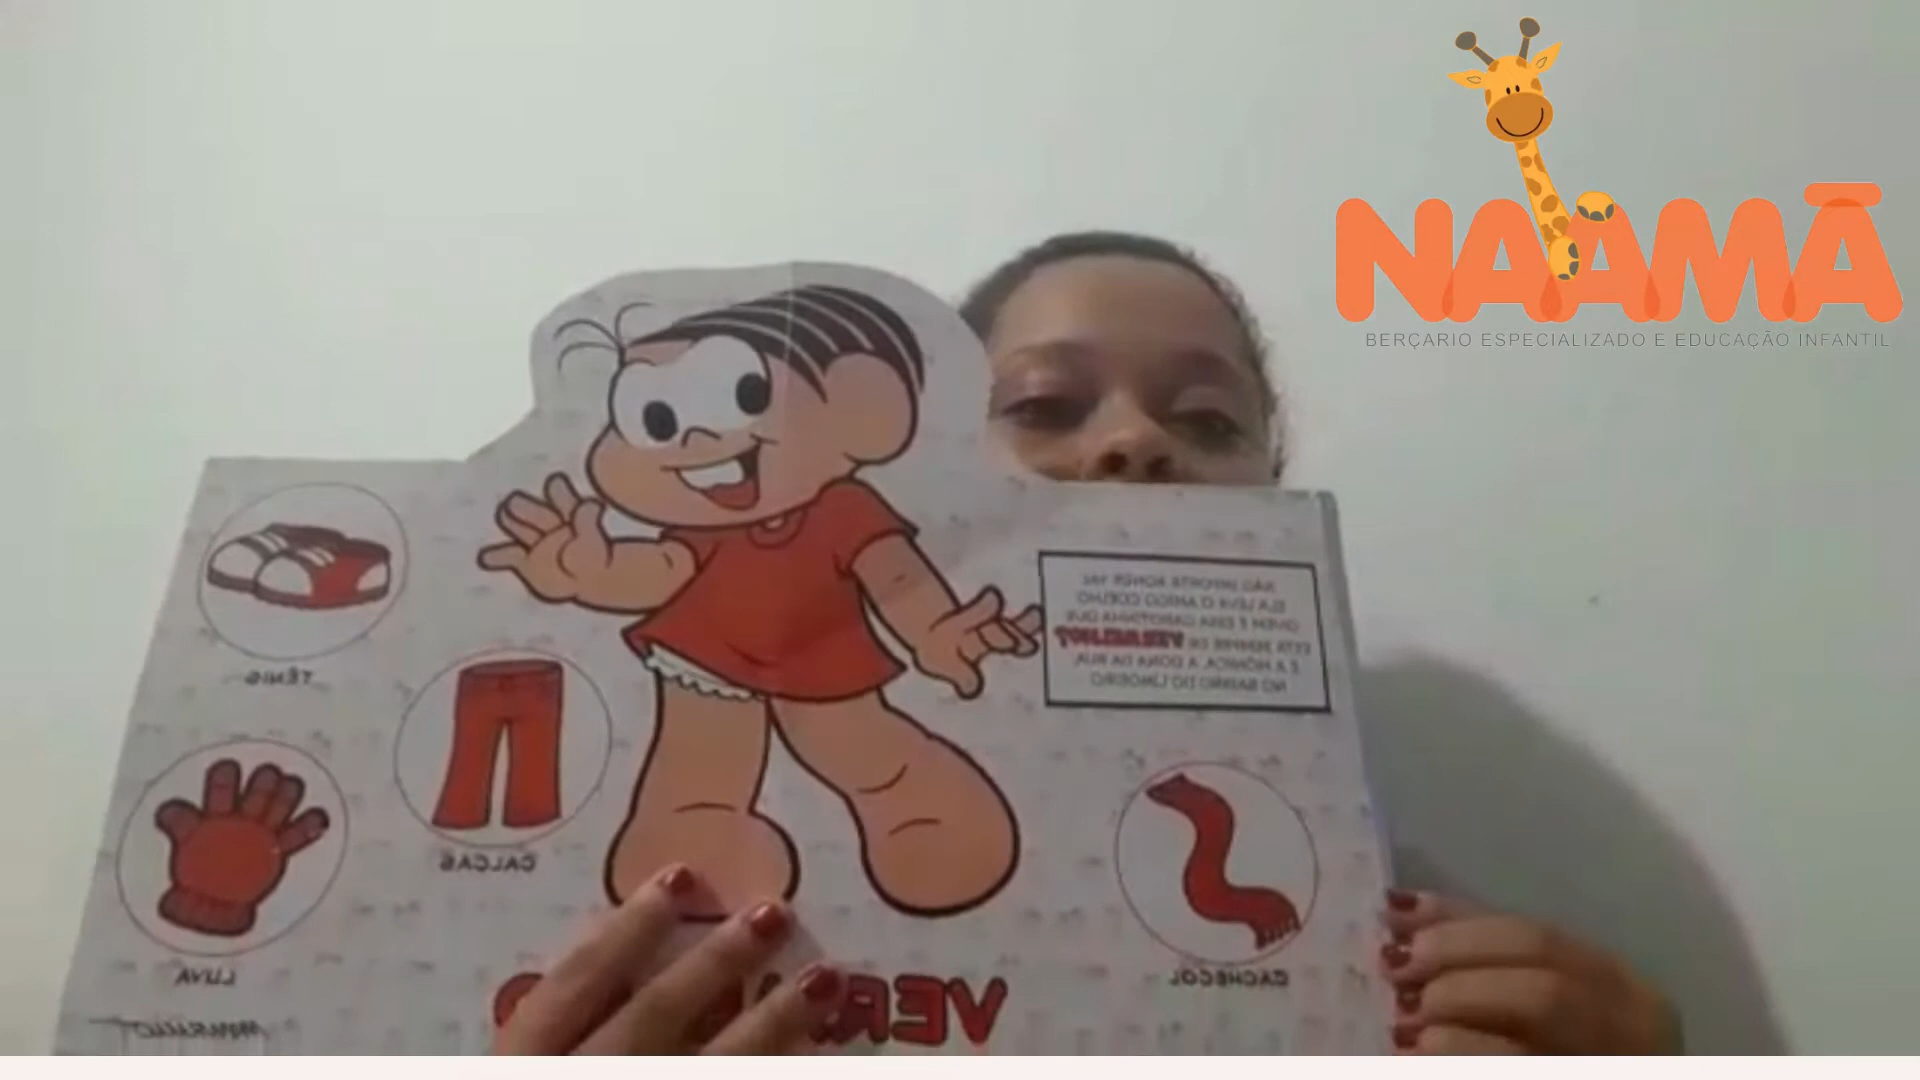 NAAMÃ
BERÇARIO ESPECIALIZADO E EDUCAÇÃO INFANTIL
TÊNIS
CALÇAS
LUVA
CACHECOL
NÃO IMPORTA AONDE VAI
ELA LEVA O AMIGO COELHO
QUEM É ESSA GAROTINHA QUE
ESTÁ SEMPRE DE VERMELHO?
É A MÔNICA, A DONA DA RUA
NO BAIRRO DO LIMOEIRO
VER